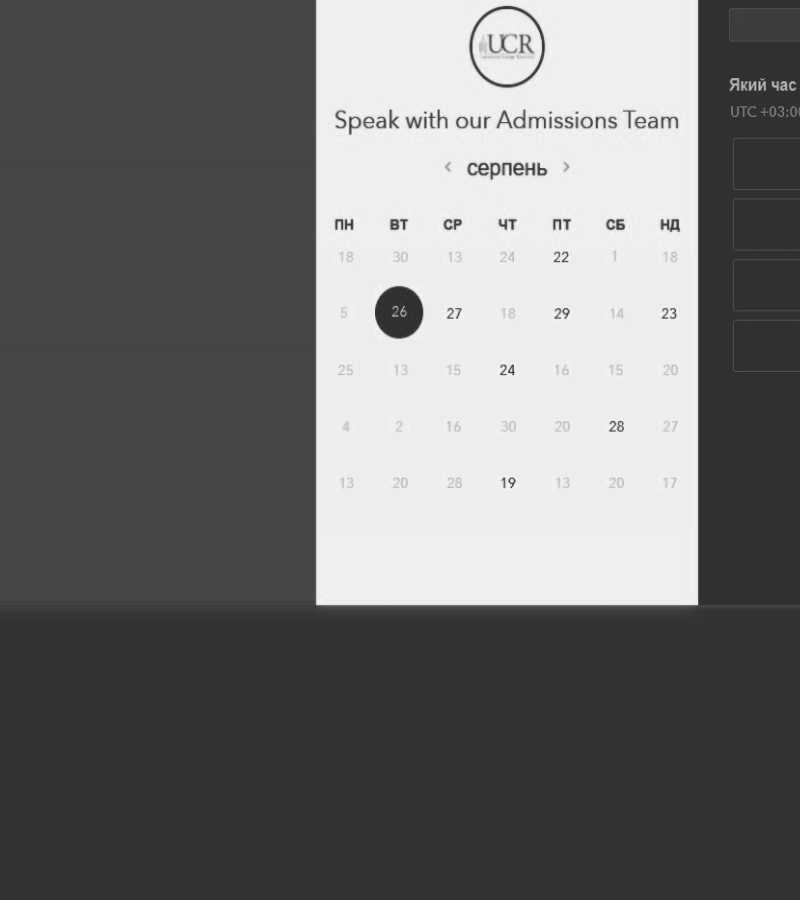 UCR
Speak with our Admissions Team
< серпень >
ПН ВТ СР ЧТ ПТ СБ НД
18 30 13 24 22 1 18
5 26 27 18 29 14 23
25 13 15 24 16 15 20
4 2 16 30 20 28 27
13 20 28 19 13 20 17
Який час
UTC +03:00